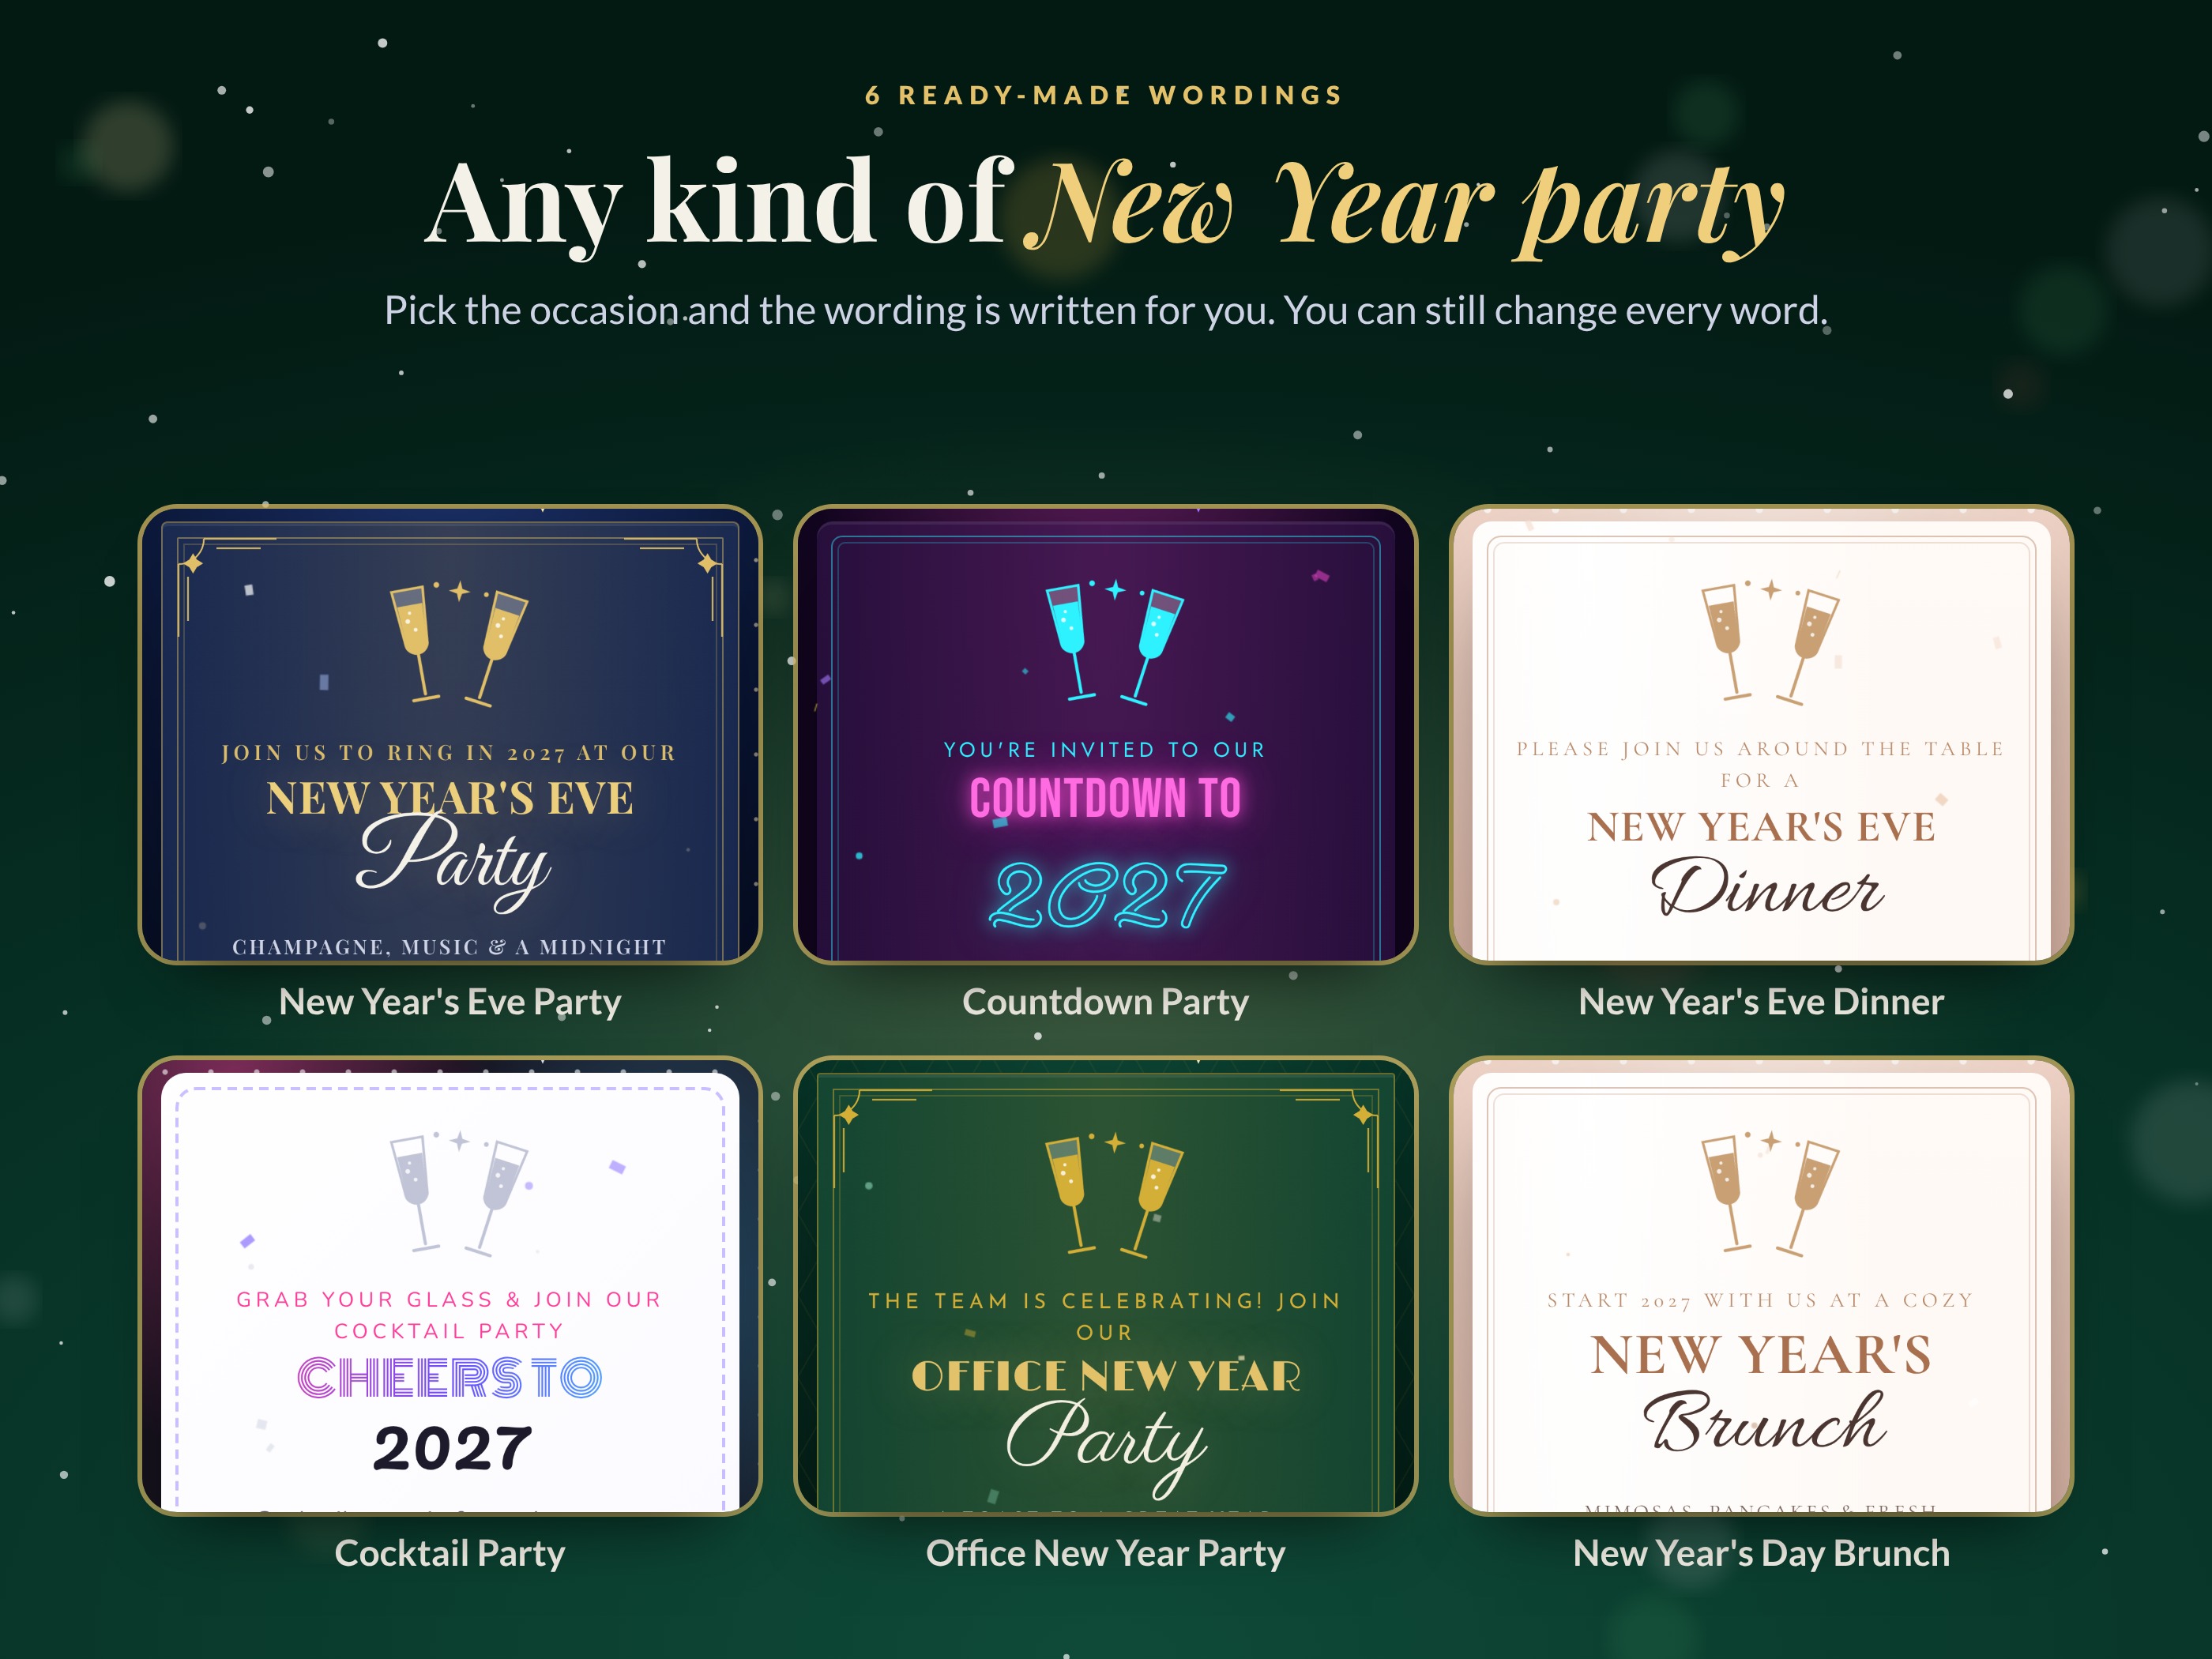 6 READY-MADE WORDINGS
Any kind of New Year party
Pick the occasion and the wording is written for you. You can still change every word.
JOIN US TO RING IN 2027 AT OUR
NEW YEAR'S EVE
Party
CHAMPAGNE, MUSIC & A MIDNIGHT
New Year's Eve Party
YOU'RE INVITED TO OUR
COUNTDOWN TO
2027
Countdown Party
PLEASE JOIN US AROUND THE TABLE
FOR A
NEW YEAR'S EVE
Dinner
New Year's Eve Dinner
GRAB YOUR GLASS & JOIN OUR
COCKTAIL PARTY
CHEERS TO
2027
Cocktail Party
THE TEAM IS CELEBRATING! JOIN
OUR
OFFICE NEW YEAR
Party
Office New Year Party
START 2027 WITH US AT A COZY
NEW YEAR'S
Brunch
MIMOSAS, PANCAKES & FRESH
New Year's Day Brunch